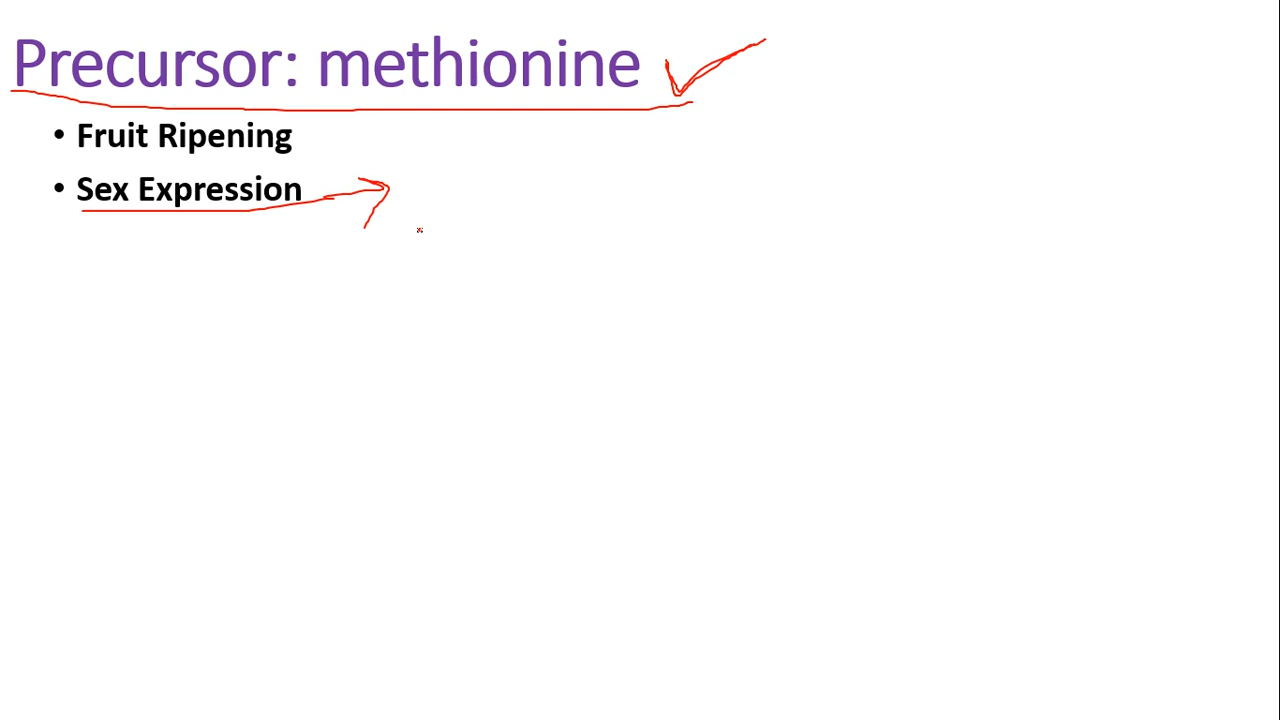 Precursor: methionine
• Fruit Ripening
• Sex Expression